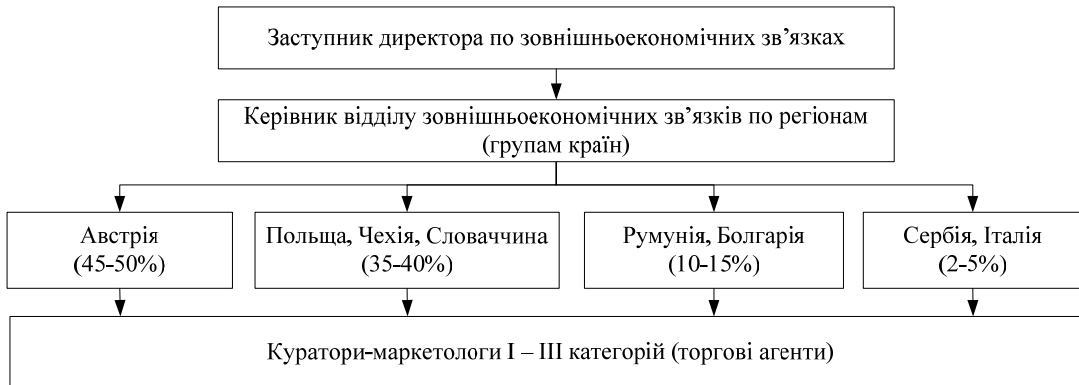 Заступник директора по зовнішньоекономічних зв’язках
Керівник відділу зовнішньоекономічних зв’язків по регіонам
(групам країн)
Австрія
(45-50%)
Польща, Чехія, Словаччина
(35-40%)
Румунія, Болгарія
(10-15%)
Сербія, Італія
(2-5%)
Куратори-маркетологи І – ІІІ категорій (торгові агенти)